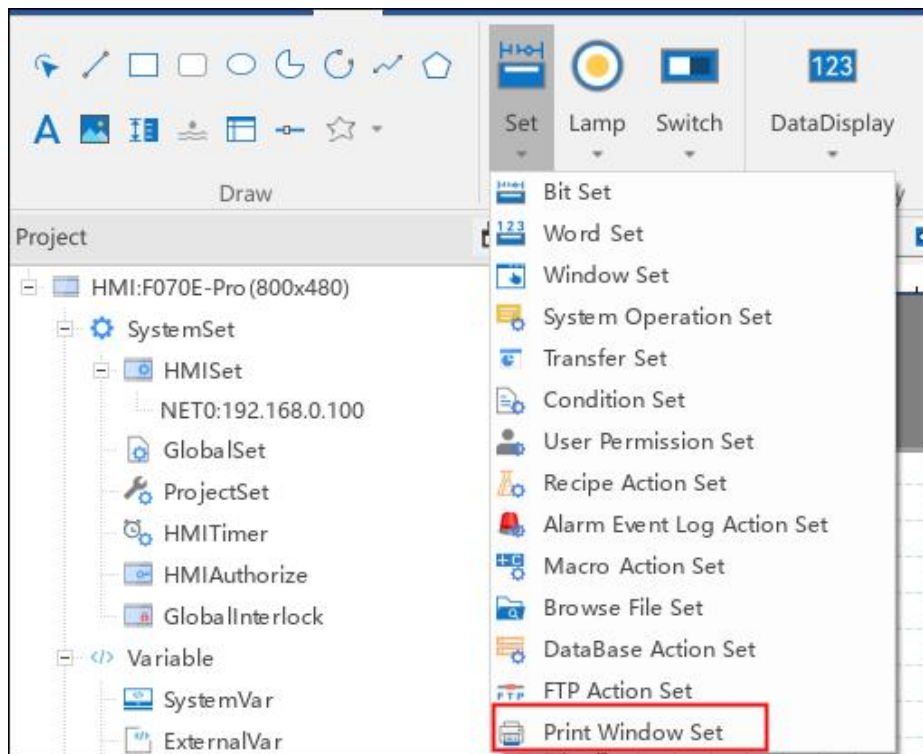 A
Set
Lamp
Switch
123
DataDisplay
Draw
Project
HMI:F070E-Pro(800x480)
SystemSet
HMISet
NET0:192.168.0.100
GlobalSet
ProjectSet
HMITimer
HMIAuthorize
GlobalInterlock
Variable
SystemVar
ExternalVar
Bit Set
123
Word Set
Window Set
System Operation Set
Transfer Set
Condition Set
User Permission Set
Recipe Action Set
Alarm Event Log Action Set
Macro Action Set
Browse File Set
DataBase Action Set
FTP
FTP Action Set
Print Window Set